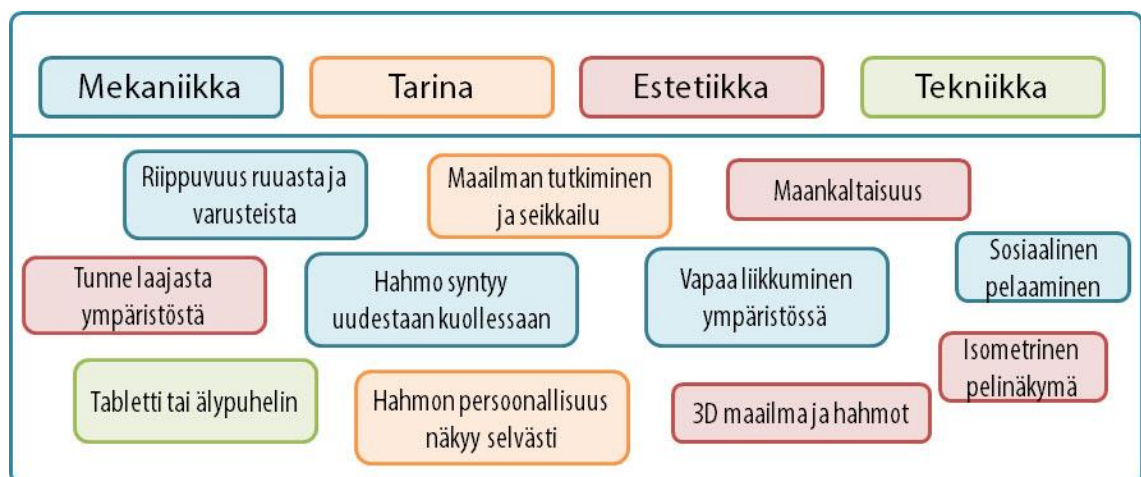 Mekaniikka
Tarina
Estetiikka
Tekniikka
Riippuvuus ruuasta ja
varusteista
Maailman tutkiminen
ja seikkailu
Maankaltaisuus
Sosiaalinen
pelaaminen
Tunne laajasta
ympäristöstä
Hahmo syntyy
uudestaan kuollessaan
Vapaa liikkuminen
ympäristössä
Isometrinen
pelinäkymä
Tabletti tai älypuhelin
Hahmon persoonallisuus
näkyy selvästi
3D maailma ja hahmot